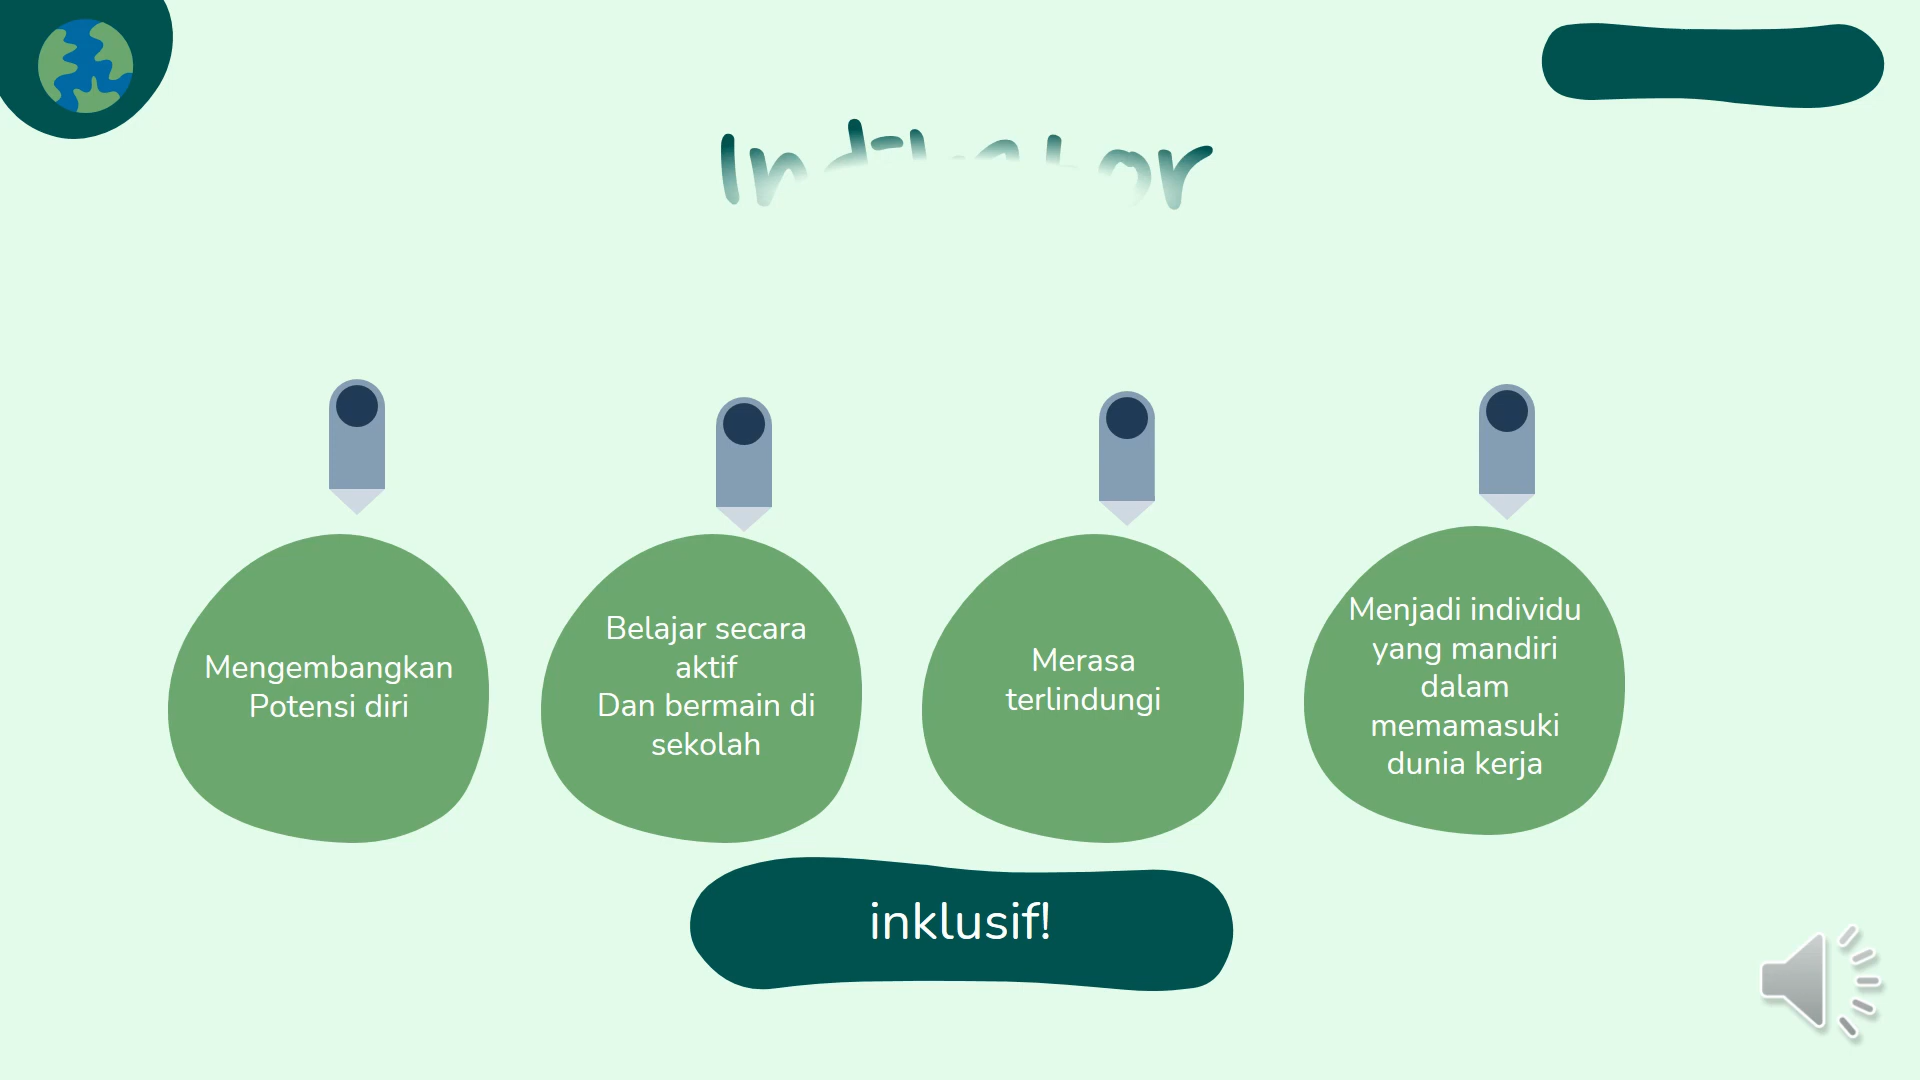 Indikator
Mengembangkan
Potensi diri
Belajar secara
aktif
Dan bermain di
sekolah
Merasa
terlindungi
Menjadi individu
yang mandiri
dalam
memamasuki
dunia kerja
inklusif!